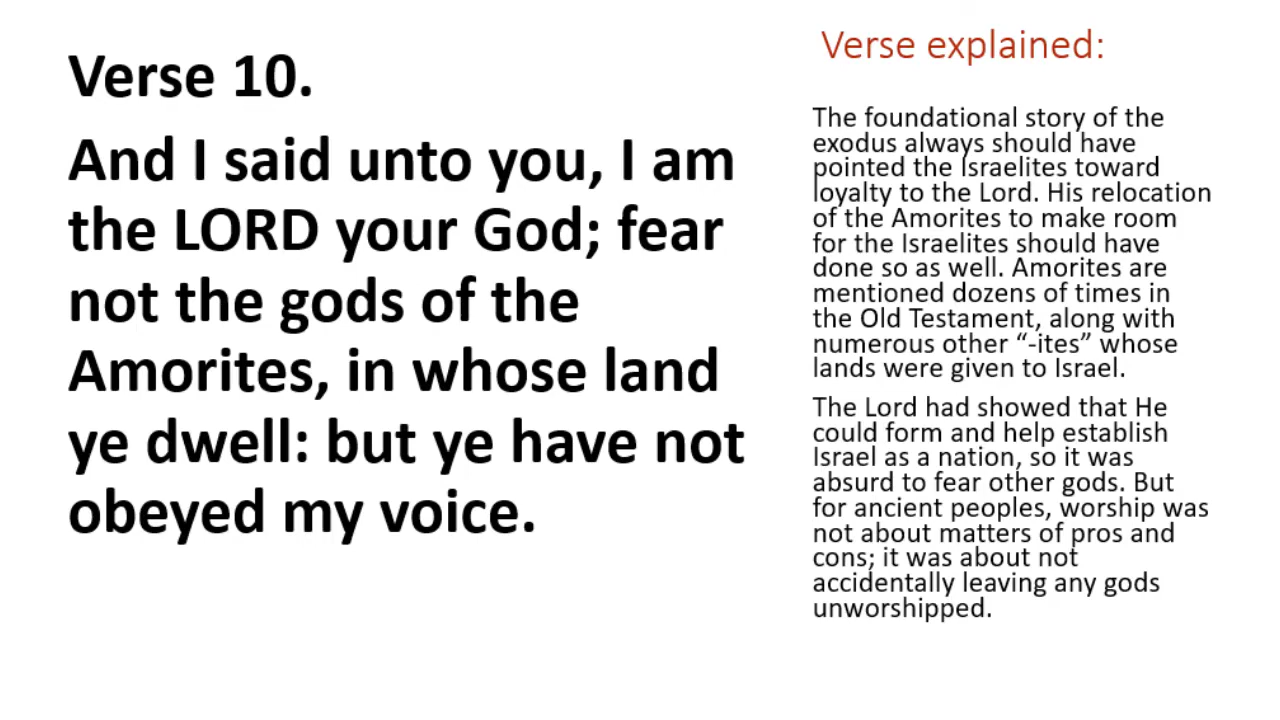 Verse 10.
And I said unto you, I am
the LORD your God; fear
not the gods of the
Amorites, in whose land
ye dwell: but ye have not
obeyed my voice.
Verse explained:
The foundational story of the
exodus always should have
pointed the Israelites toward
loyalty to the Lord. His relocation
of the Amorites to make room
for the Israelites should have
done so as well. Amorites are
mentioned dozens of times in
the Old Testament, along with
numerous other “-ites” whose
lands were given to Israel.
The Lord had showed that He
could form and help establish
Israel as a nation, so it was
absurd to fear other gods. But
for ancient peoples, worship was
not about matters of pros and
cons; it was about not
accidentally leaving any gods
unworshipped.